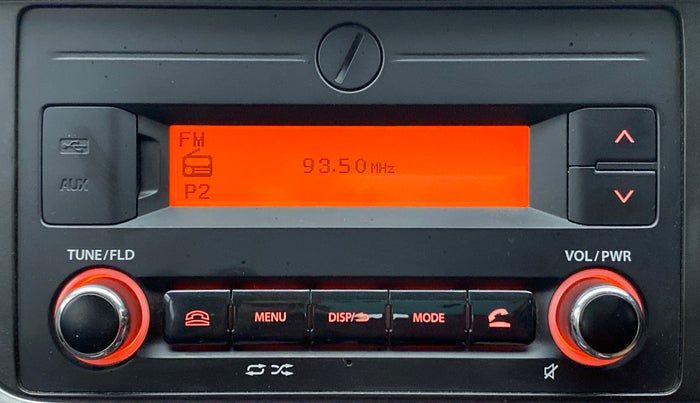 FM
93.50 MHz
P2
AUX
TUNE/FLD
VOL/PWR
MENU
DISP/
MODE